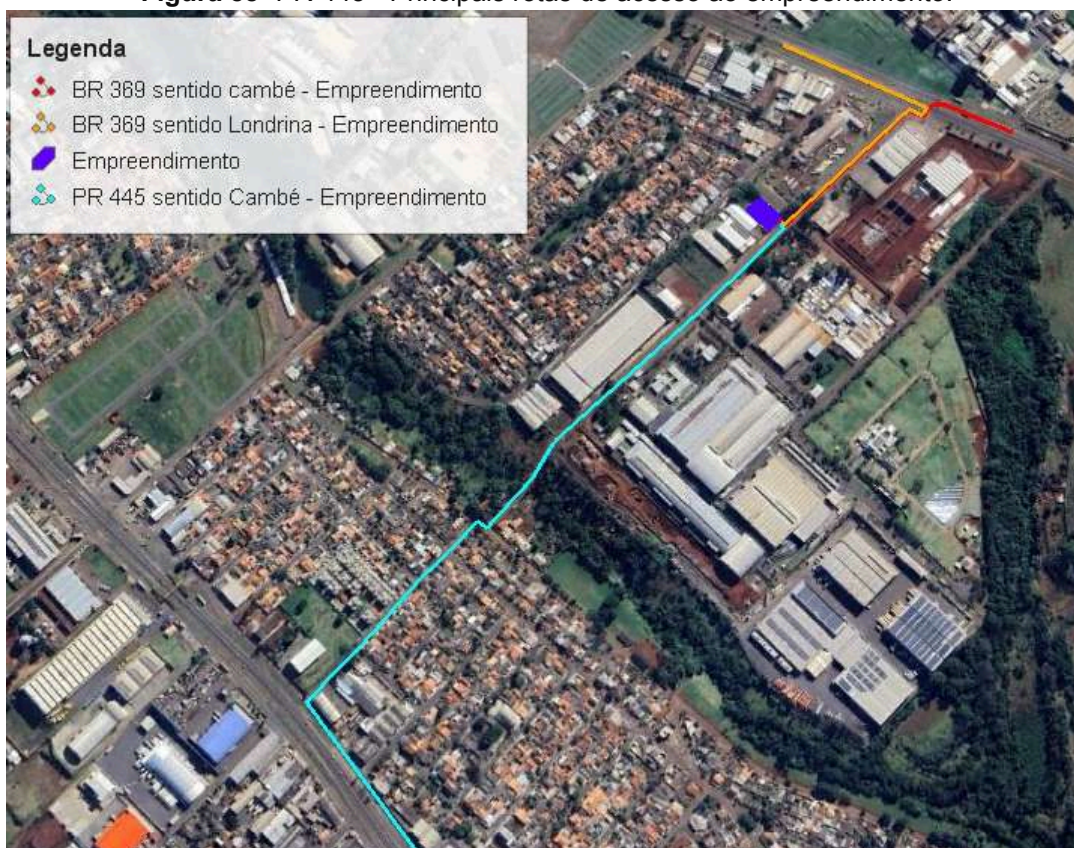 Legenda
BR 369 sentido cambé - Empreendimento
BR 369 sentido Londrina - Empreendimento
Empreendimento
PR 445 sentido Cambé - Empreendimento